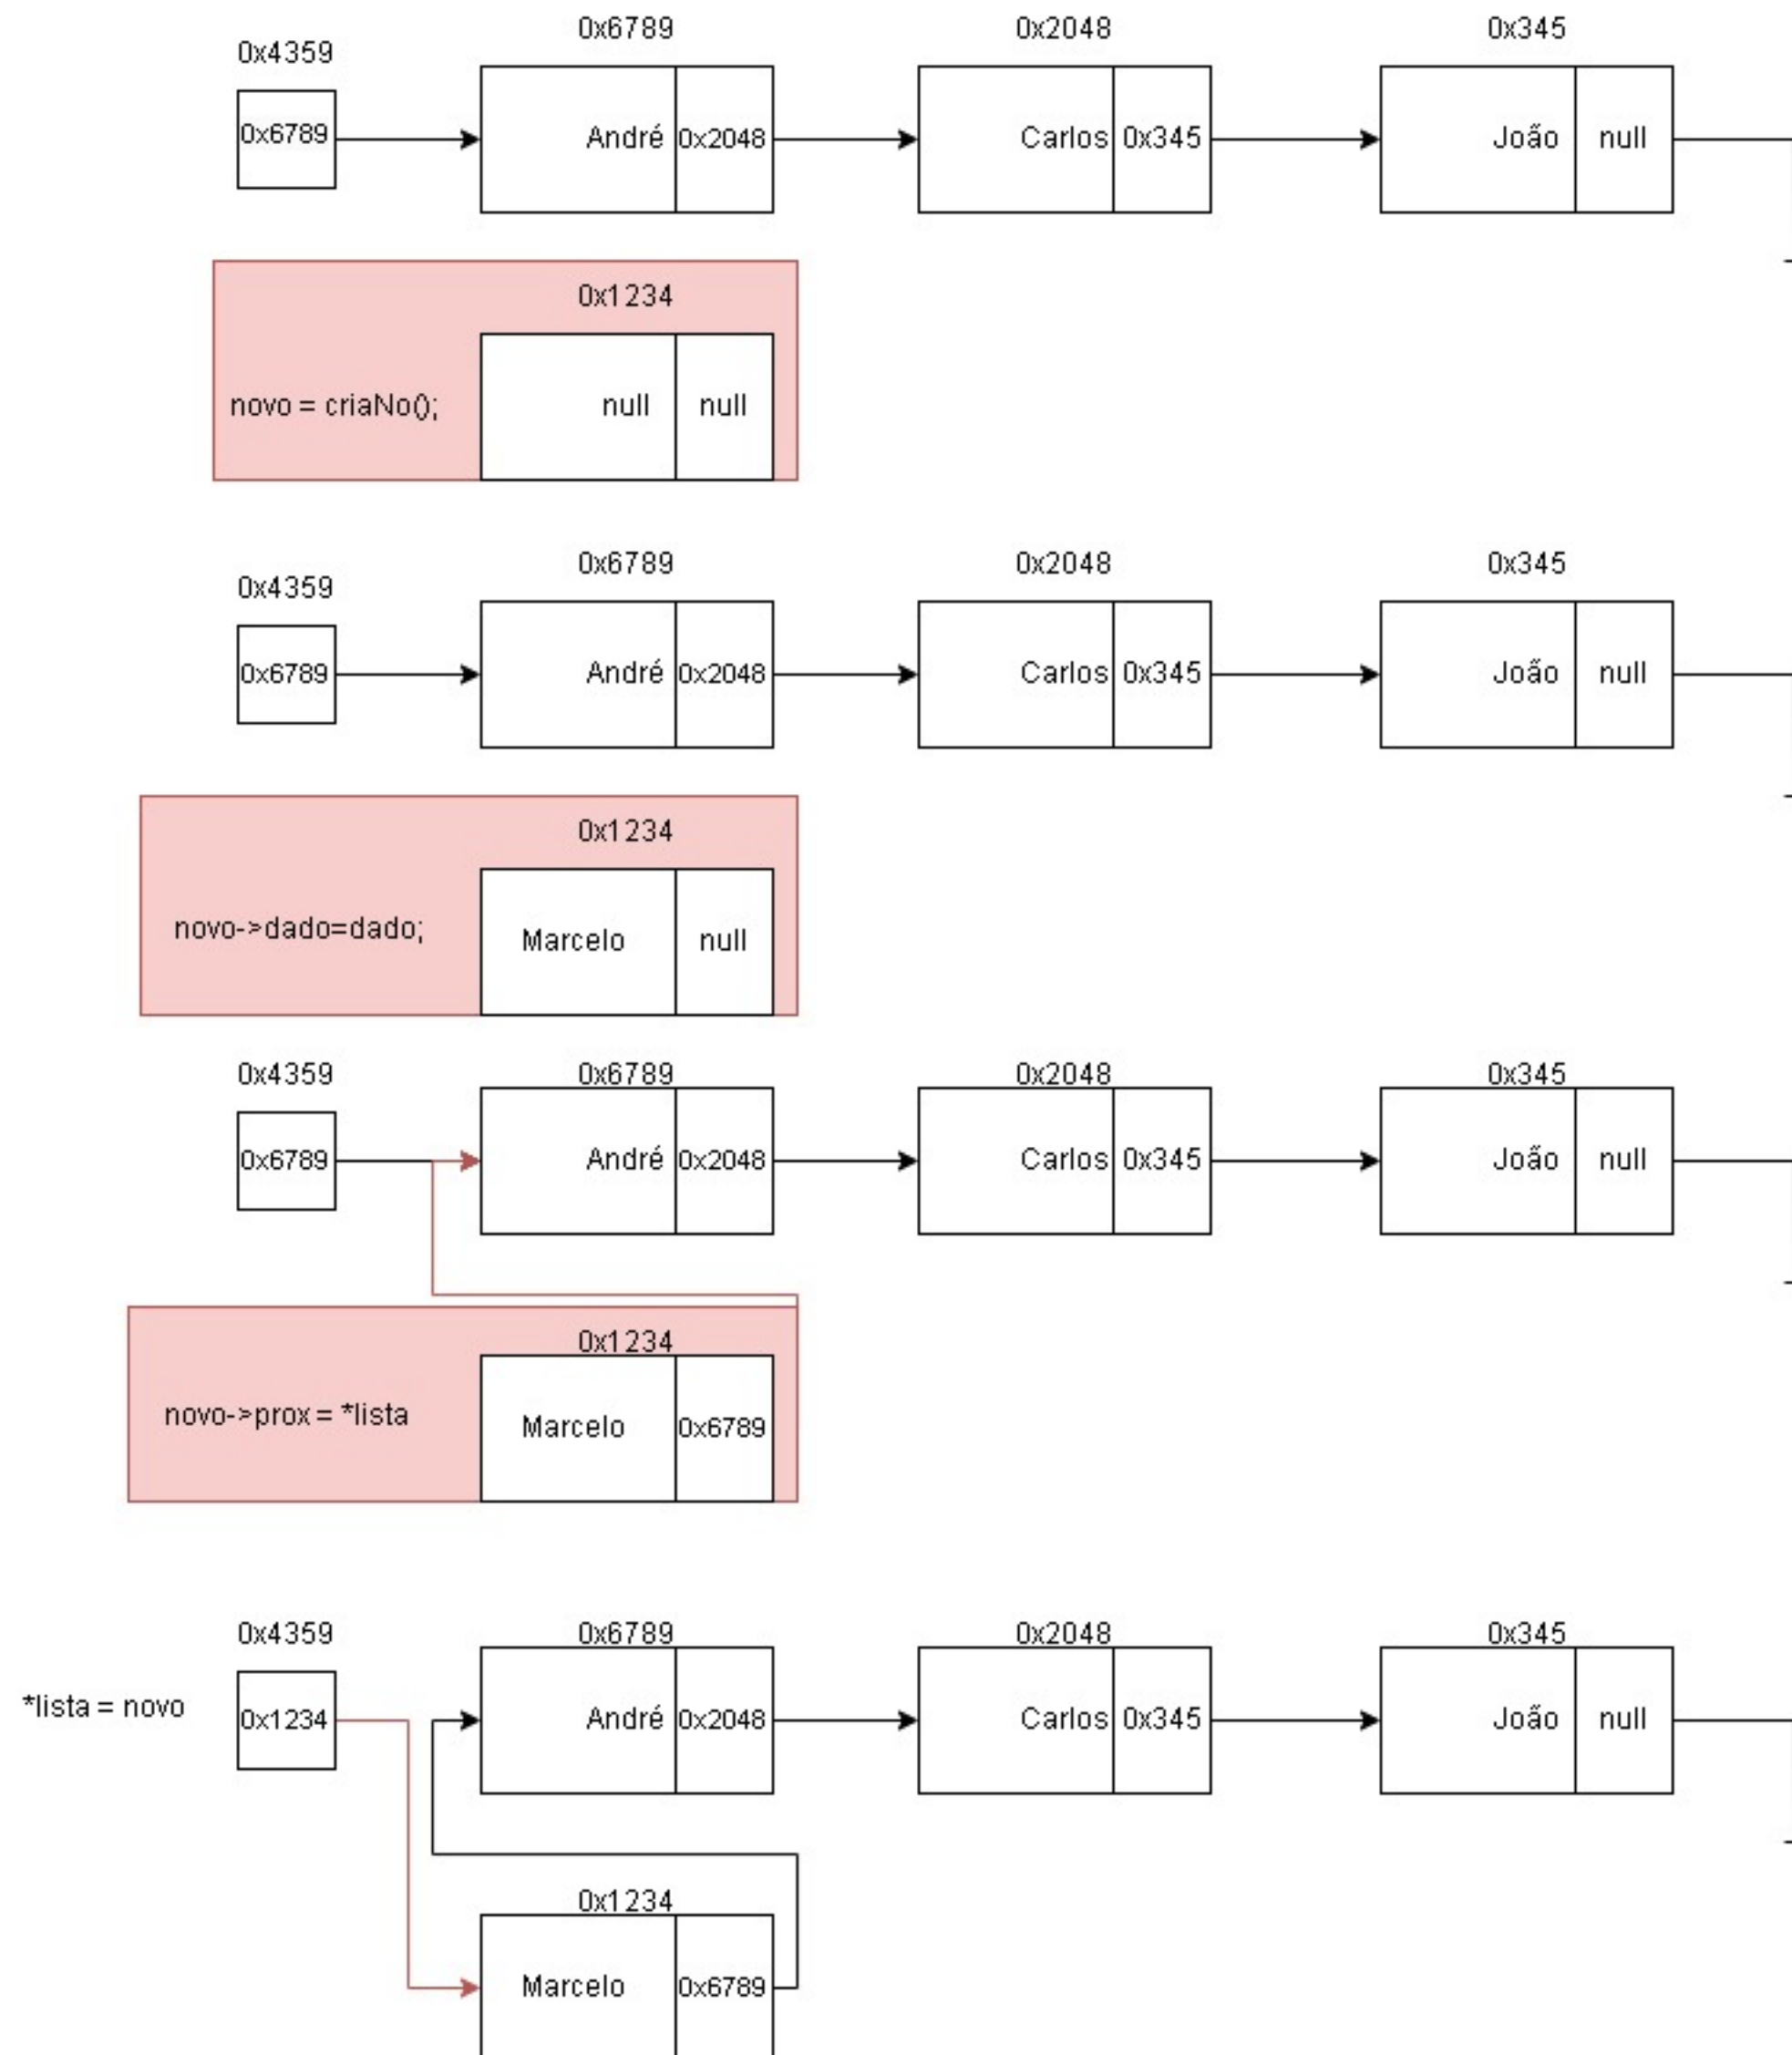 0x4359 0x6789 0x2048 0x345
0x6789 André 0x2048 Carlos 0x345 João null
0x1234
novo = criaNo(); null null
0x4359 0x6789 0x2048 0x345
0x6789 André 0x2048 Carlos 0x345 João null
0x1234
novo->dado=dado; Marcelo null
0x4359 0x6789 0x2048 0x345
0x6789 André 0x2048 Carlos 0x345 João null
0x1234
novo->prox = *lista Marcelo 0x6789
0x4359 0x6789 0x2048 0x345
*lista = novo 0x1234 André 0x2048 Carlos 0x345 João null
0x1234
Marcelo 0x6789